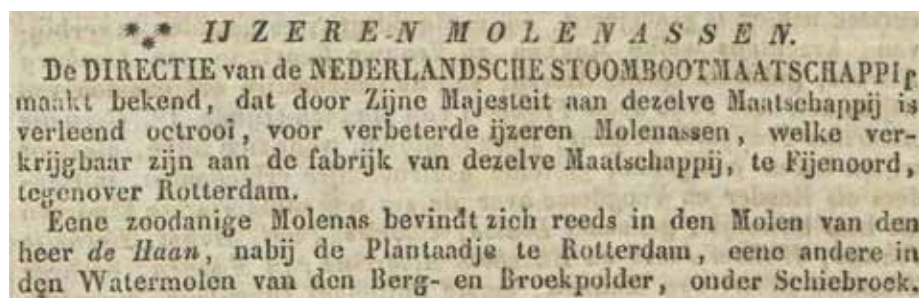 *** IJZEREN MOLENASSEN.
De DIRECTIE van de NEDERLANDSCHE STOOMBOOTMAATSCHAPPIJ
maakt bekend, dat door Zijne Majesteit aan dezelve Maatschappij is
verleend octrooi, voor verbeterde ijzeren Molenassen, welke ver-
krijgbaar zijn aan de fabrijk van dezelve Maatschappij, te Fijenoord,
tegenover Rotterdam.
Eene zoodanige Molenas bevindt zich reeds in den Molen van den
heer de Haan, nabij de Plantaadje te Rotterdam, eene andere in
den Watermolen van den Berg- en Broekpolder, onder Schiebroek.